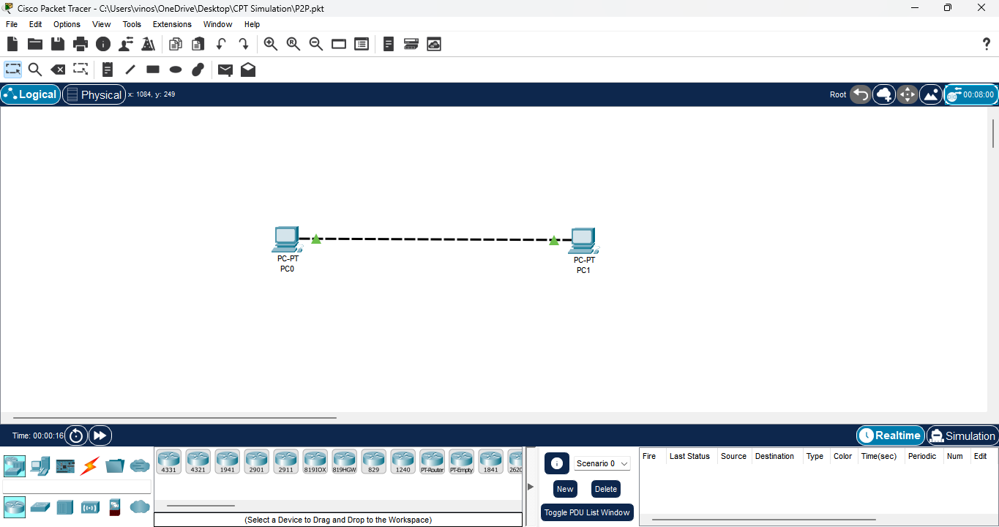 Cisco Packet Tracer - C:\Users\vinos\OneDrive\Desktop\CPT Simulation\P2P.pkt
File Edit Options View Tools Extensions Window Help
Logical Physical x: 1084, y: 249 Root 00:08:00
PC-PT
PC0
PC-PT
PC1
Time: 00:00:16 Realtime Simulation
4331 4321 1941 2901 2911 819IOX 819HGW 829 1240 PT-Router PT-Empty 1841 2620
Scenario 0
New Delete
Toggle PDU List Window
Fire Last Status Source Destination Type Color Time(sec) Periodic Num Edit
(Select a Device to Drag and Drop to the Workspace)